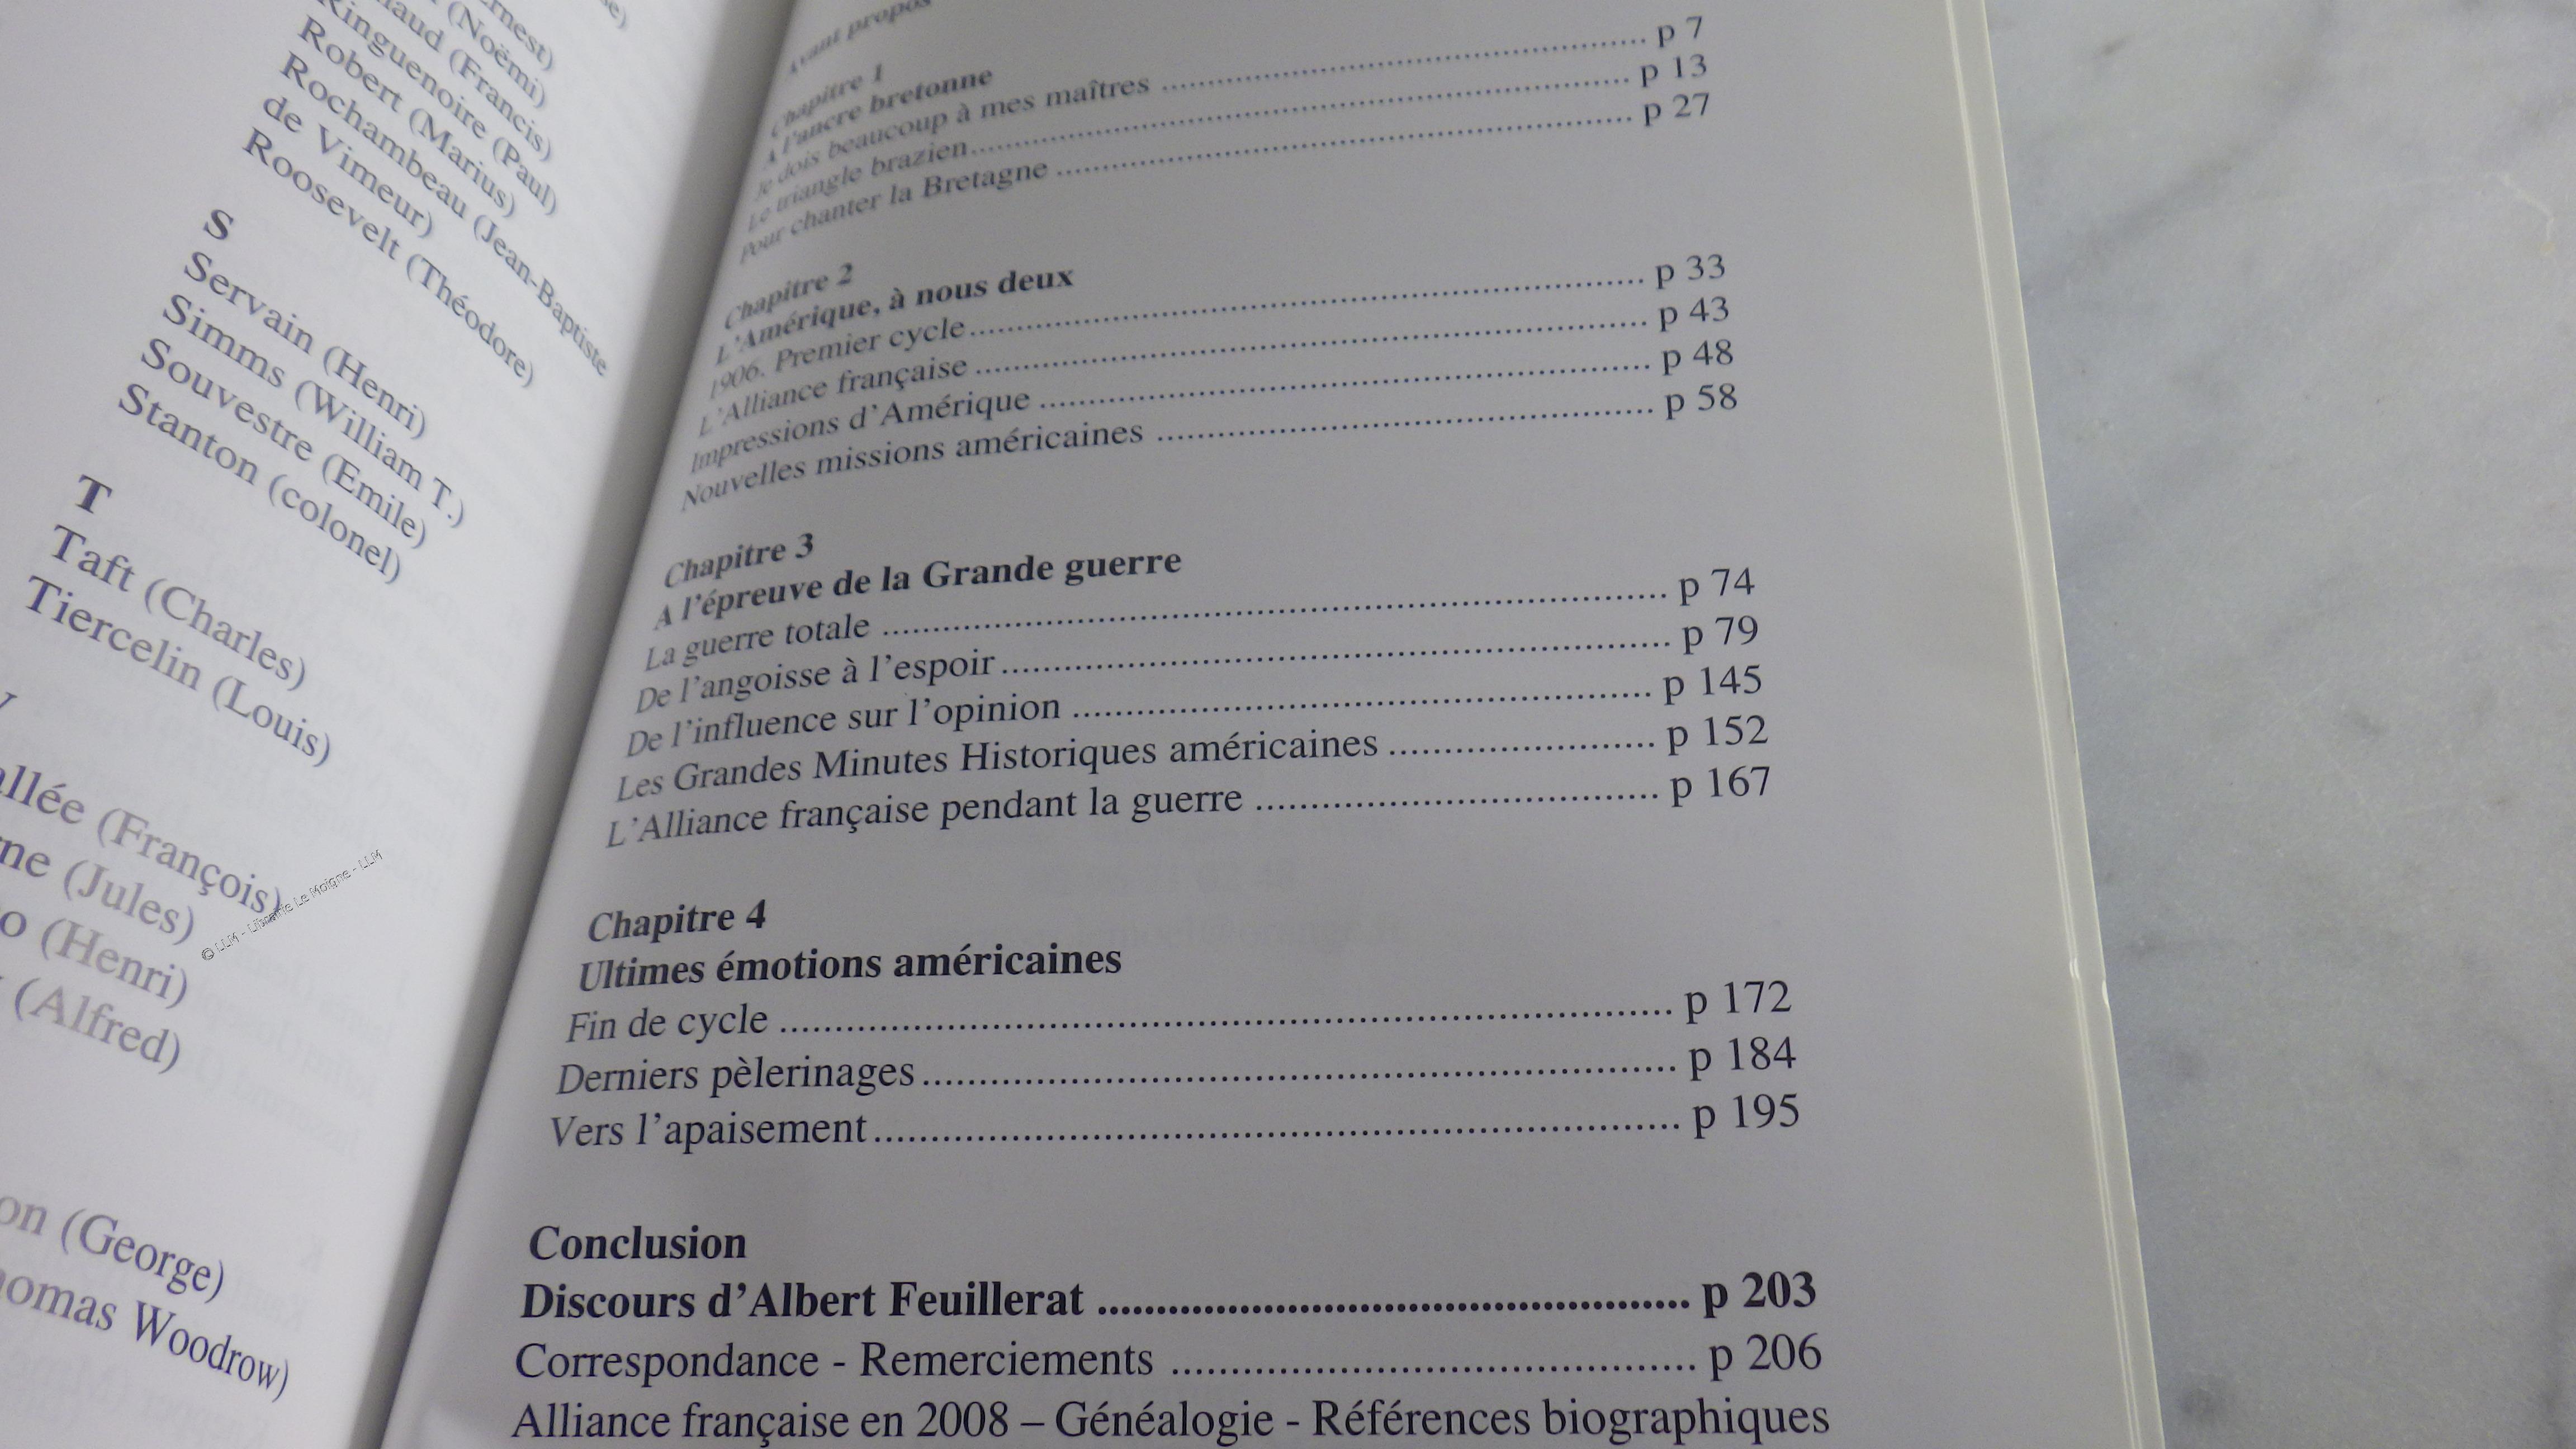 (Noëmi)
(Francis)
Ringuenoire (Paul)
Robert (Marius)
Rochambeau (Jean-Baptiste
de Vimeur)
Roosevelt (Théodore)
S
Servain (Henri)
Simms (William T.)
Souvestre (Emile)
Stanton (colonel)
T
Taft (Charles)
Tiercelin (Louis)
(François)
(Jules)
(Henri)
(Alfred)
(George)
Woodrow)
© LLM - Librairie Le Moigne - LLM
Avant propos
Chapitre 1
A l'ancre bretonne
Je dois beaucoup à mes maîtres ........ p 7
Le triangle brazien ........ p 13
Pour chanter la Bretagne ........ p 27
Chapitre 2
L'Amérique, à nous deux
1906. Premier cycle ........ p 33
L'Alliance française ........ p 43
Impressions d'Amérique ........ p 48
Nouvelles missions américaines ........ p 58
Chapitre 3
A l'épreuve de la Grande guerre
La guerre totale ........ p 74
De l'angoisse à l'espoir ........ p 79
De l'influence sur l'opinion ........ p 145
Les Grandes Minutes Historiques américaines ........ p 152
L'Alliance française pendant la guerre ........ p 167
Chapitre 4
Ultimes émotions américaines
Fin de cycle ........ p 172
Derniers pèlerinages ........ p 184
Vers l'apaisement ........ p 195
Conclusion
Discours d'Albert Feuillerat ........ p 203
Correspondance - Remerciements ........ p 206
Alliance française en 2008 – Généalogie - Références biographiques